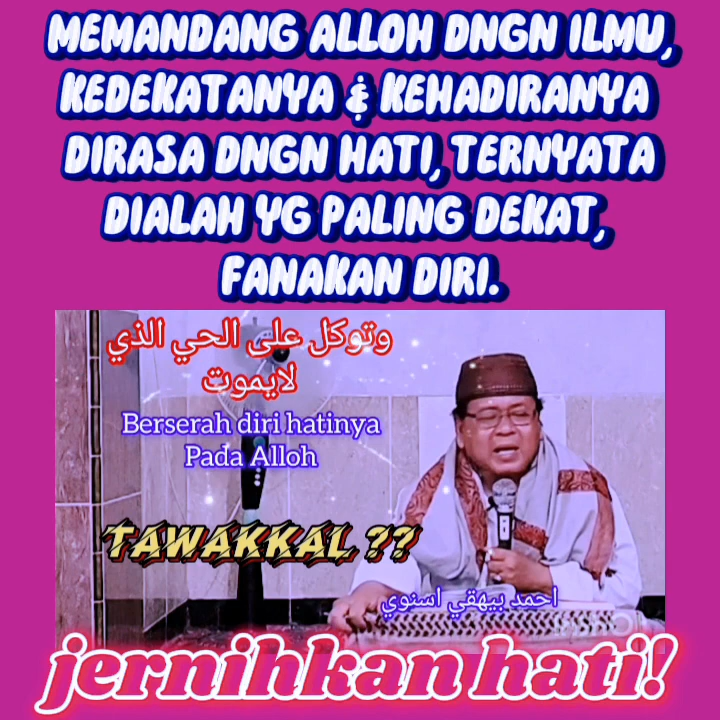 MEMANDANG ALLOH DNGN ILMU,
KEDEKATANYA & KEHADIRANYA
DIRASA DNGN HATI, TERNYATA
DIALAH YG PALING DEKAT,
FANAKAN DIRI.
وتوكل على الحي الذي
لايموت
Berserah diri hatinya
Pada Alloh
TAWAKKAL ??
احمد بيهقي اسنوي
jernihkan hati!